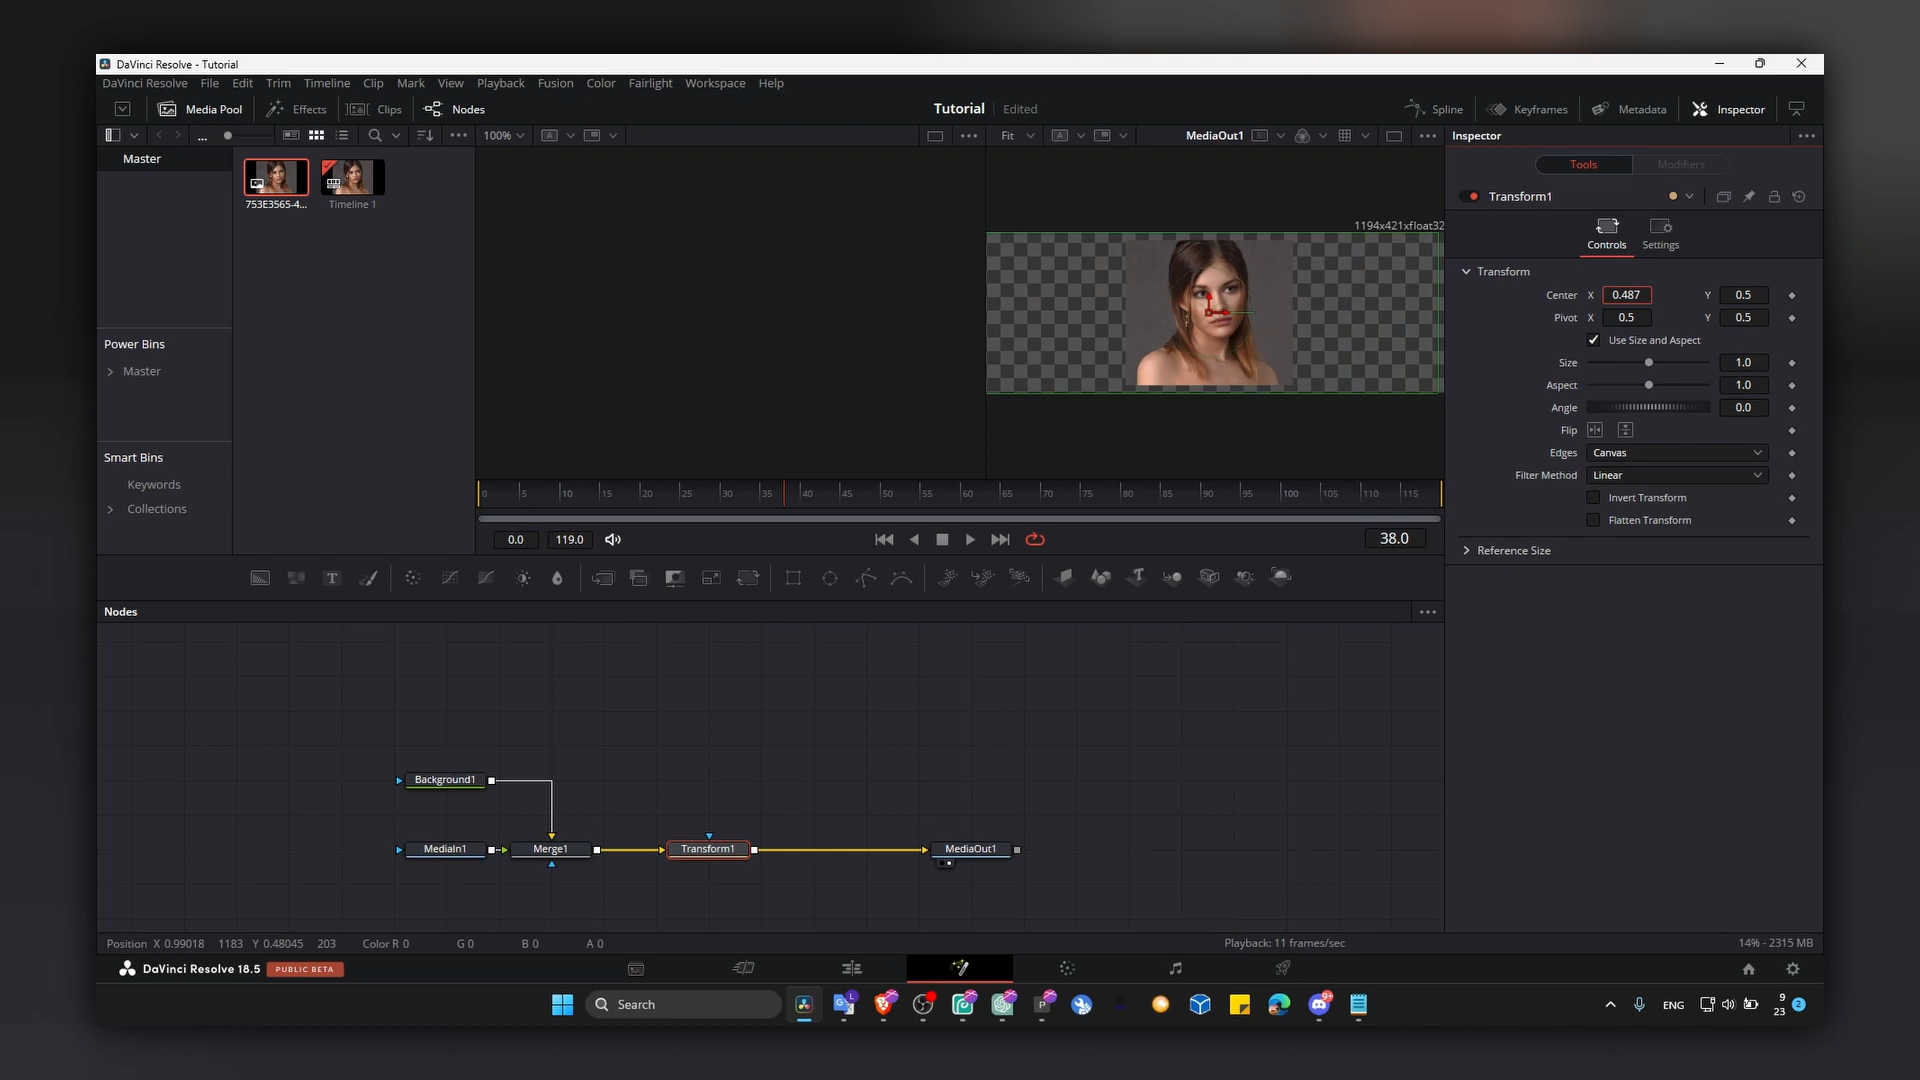 DaVinci Resolve - Tutorial
DaVinci Resolve File Edit Trim Timeline Clip Mark View Playback Fusion Color Fairlight Workspace Help
Media Pool Effects Clips Nodes Tutorial Edited Spline Keyframes Metadata Inspector
... 100% Fit MediaOut1 Inspector
Master
753E3565-4... Timeline 1
Power Bins
Master
Smart Bins
Keywords
Collections
1194x421xfloat32
0 5 10 15 20 25 30 35 40 45 50 55 60 65 70 75 80 85 90 95 100 105 110 115
0.0 119.0 38.0
Tools Modifiers
Transform1
Controls Settings
Transform
Center X 0.487 Y 0.5
Pivot X 0.5 Y 0.5
Use Size and Aspect
Size 1.0
Aspect 1.0
Angle 0.0
Flip
Edges Canvas
Filter Method Linear
Invert Transform
Flatten Transform
Reference Size
Nodes
Background1
MediaIn1 Merge1 Transform1 MediaOut1
Position X 0.99018 1183 Y 0.48045 203 Color R 0 G 0 B 0 A 0 Playback: 11 frames/sec 14% - 2315 MB
DaVinci Resolve 18.5 PUBLIC BETA
Search ENG 9 2
23